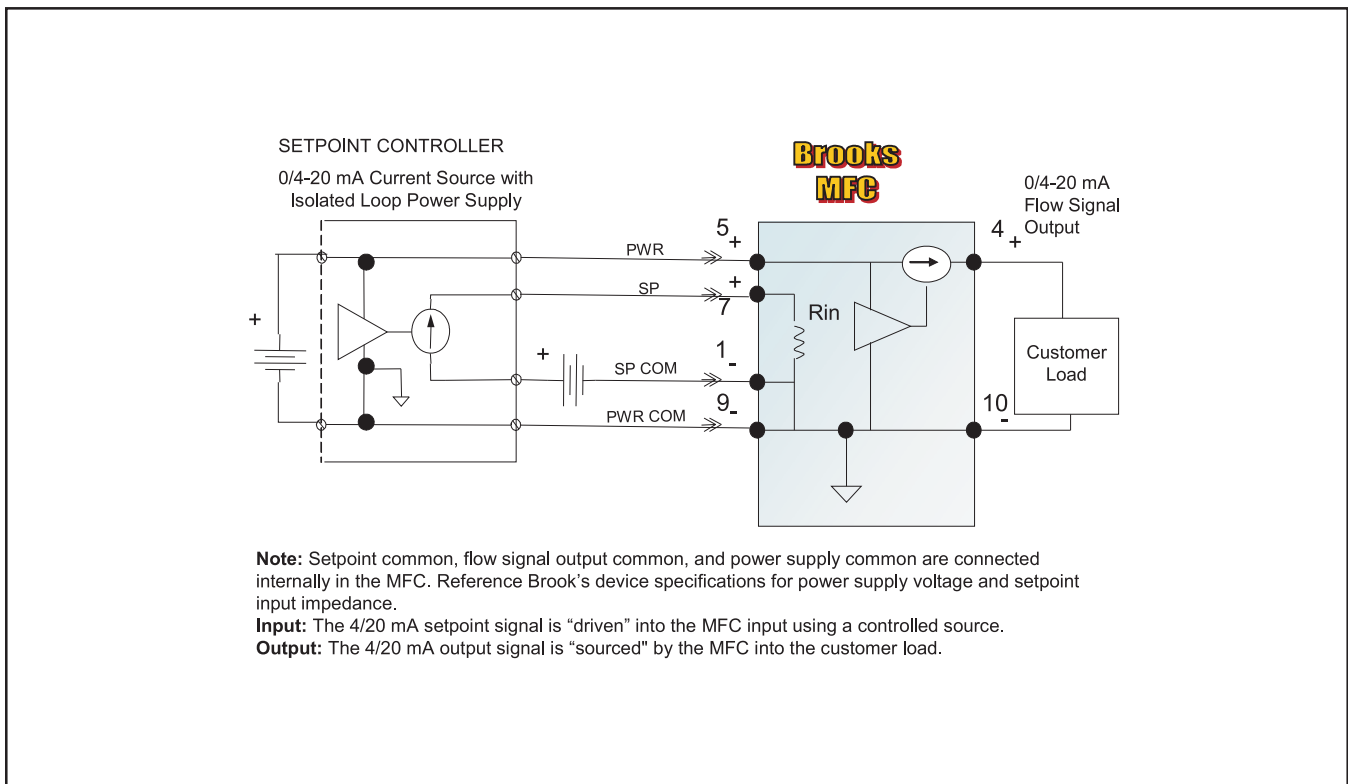 SETPOINT CONTROLLER
0/4-20 mA Current Source with
Isolated Loop Power Supply
Brooks
MFC
0/4-20 mA
Flow Signal
Output
5
+
PWR
4
+
SP
+
7
Rin
+
Customer
Load
+
SP COM
1
-
PWR COM
9
-
10
-
Note: Setpoint common, flow signal output common, and power supply common are connected
internally in the MFC. Reference Brook's device specifications for power supply voltage and setpoint
input impedance.
Input: The 4/20 mA setpoint signal is “driven” into the MFC input using a controlled source.
Output: The 4/20 mA output signal is “sourced" by the MFC into the customer load.